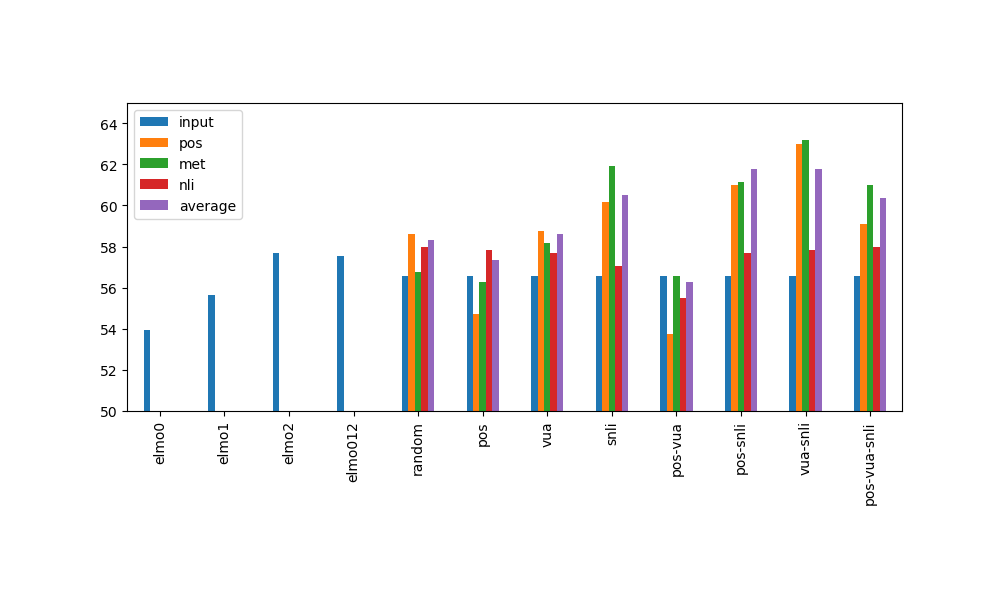 input
pos
met
nli
average
64
62
60
58
56
54
52
50
elmo0
elmo1
elmo2
elmo012
random
pos
vua
snli
pos-vua
pos-snli
vua-snli
pos-vua-snli